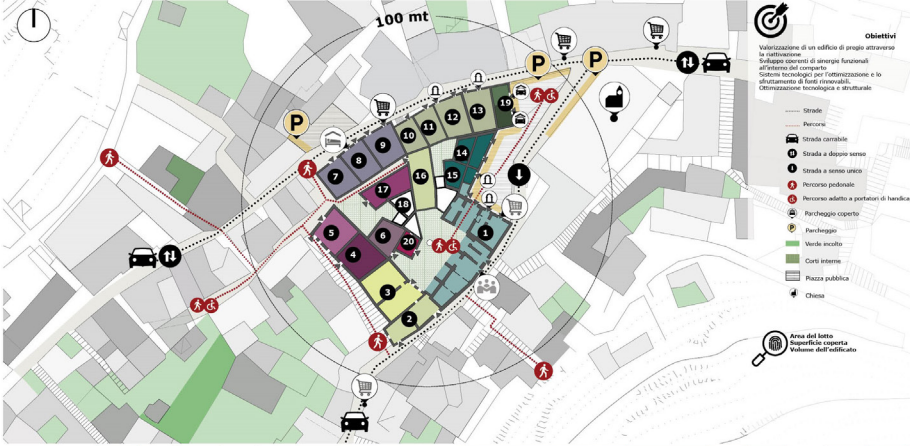 100 mt
P
P
P
19
13
12
11
10
9
8
7
14
15
16
17
18
5
6
20
1
4
3
2
Obiettivi
Valorizzazione di un edificio di pregio attraverso
la riattivazione
Sviluppo coerenti di sinergie funzionali
all'interno del comparto
Sistemi tecnologici per l'ottimizzazione e lo
sfruttamento di fonti rinnovabili.
Ottimizzazione tecnologica e strutturale
Strade
Percorsi
Strada carrabile
Strada a doppio senso
Strada a senso unico
Percorso pedonale
Percorso adatto a portatori di handicap
Parcheggio coperto
P Parcheggio
Verde incolto
Corti interne
Piazza pubblica
Chiesa
Area del lotto
Superficie coperta
Volume dell'edificato